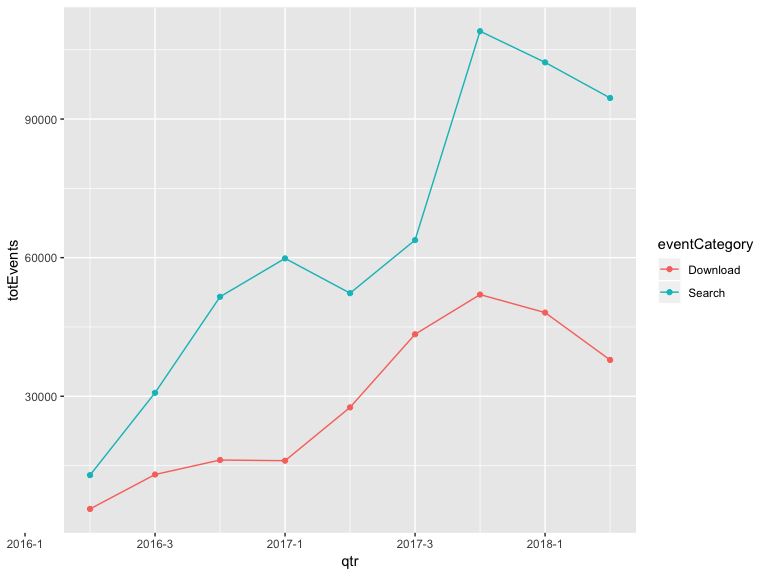 90000
60000
30000
totEvents
2016-1
2016-3
2017-1
2017-3
2018-1
qtr
eventCategory
Download
Search